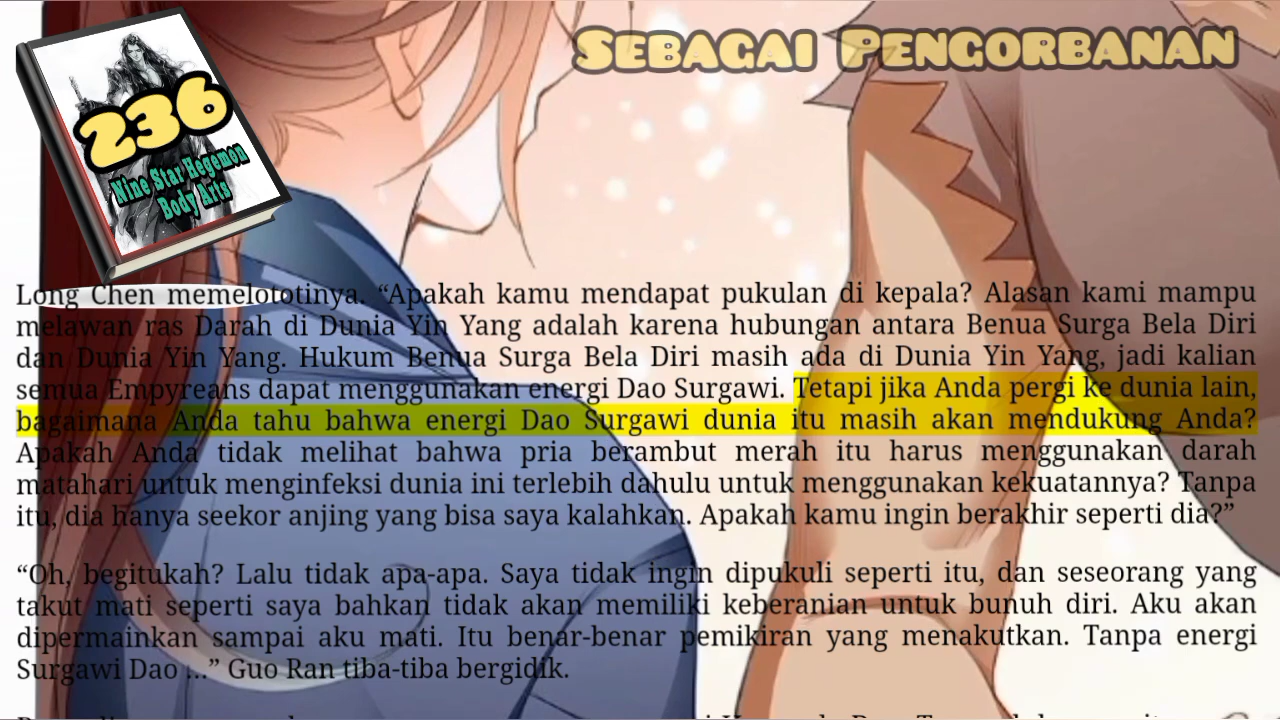 SEBAGAI PENGORBANAN
236
Nine Star Hegemon
Body Arts
Long Chen memelototinya. “Apakah kamu mendapat pukulan di kepala? Alasan kami mampu
melawan ras Darah di Dunia Yin Yang adalah karena hubungan antara Benua Surga Bela Diri
dan Dunia Yin Yang. Hukum Benua Surga Bela Diri masih ada di Dunia Yin Yang, jadi kalian
semua Empyreans dapat menggunakan energi Dao Surgawi. Tetapi jika Anda pergi ke dunia lain,
bagaimana Anda tahu bahwa energi Dao Surgawi dunia itu masih akan mendukung Anda?
Apakah Anda tidak melihat bahwa pria berambut merah itu harus menggunakan darah
matahari untuk menginfeksi dunia ini terlebih dahulu untuk menggunakan kekuatannya? Tanpa
itu, dia hanya seekor anjing yang bisa saya kalahkan. Apakah kamu ingin berakhir seperti dia?”
“Oh, begitukah? Lalu tidak apa-apa. Saya tidak ingin dipukuli seperti itu, dan seseorang yang
takut mati seperti saya bahkan tidak akan memiliki keberanian untuk bunuh diri. Aku akan
dipermainkan sampai aku mati. Itu benar-benar pemikiran yang menakutkan. Tanpa energi
Surgawi Dao ...” Guo Ran tiba-tiba bergidik.